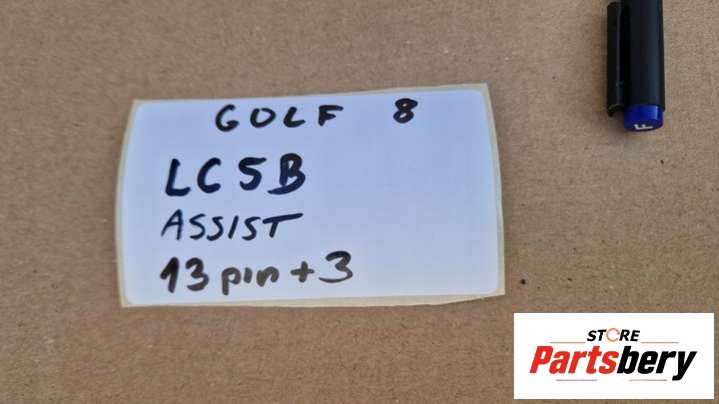 GOLF 8
LC5B
ASSIST
13 pin + 3
F
STORE
Partsbery